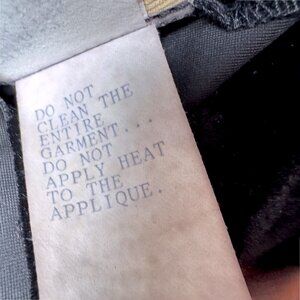 DO NOT
CLEAN THE
ENTIRE
GARMENT...
DO NOT
APPLY HEAT
TO THE
APPLIQUE.